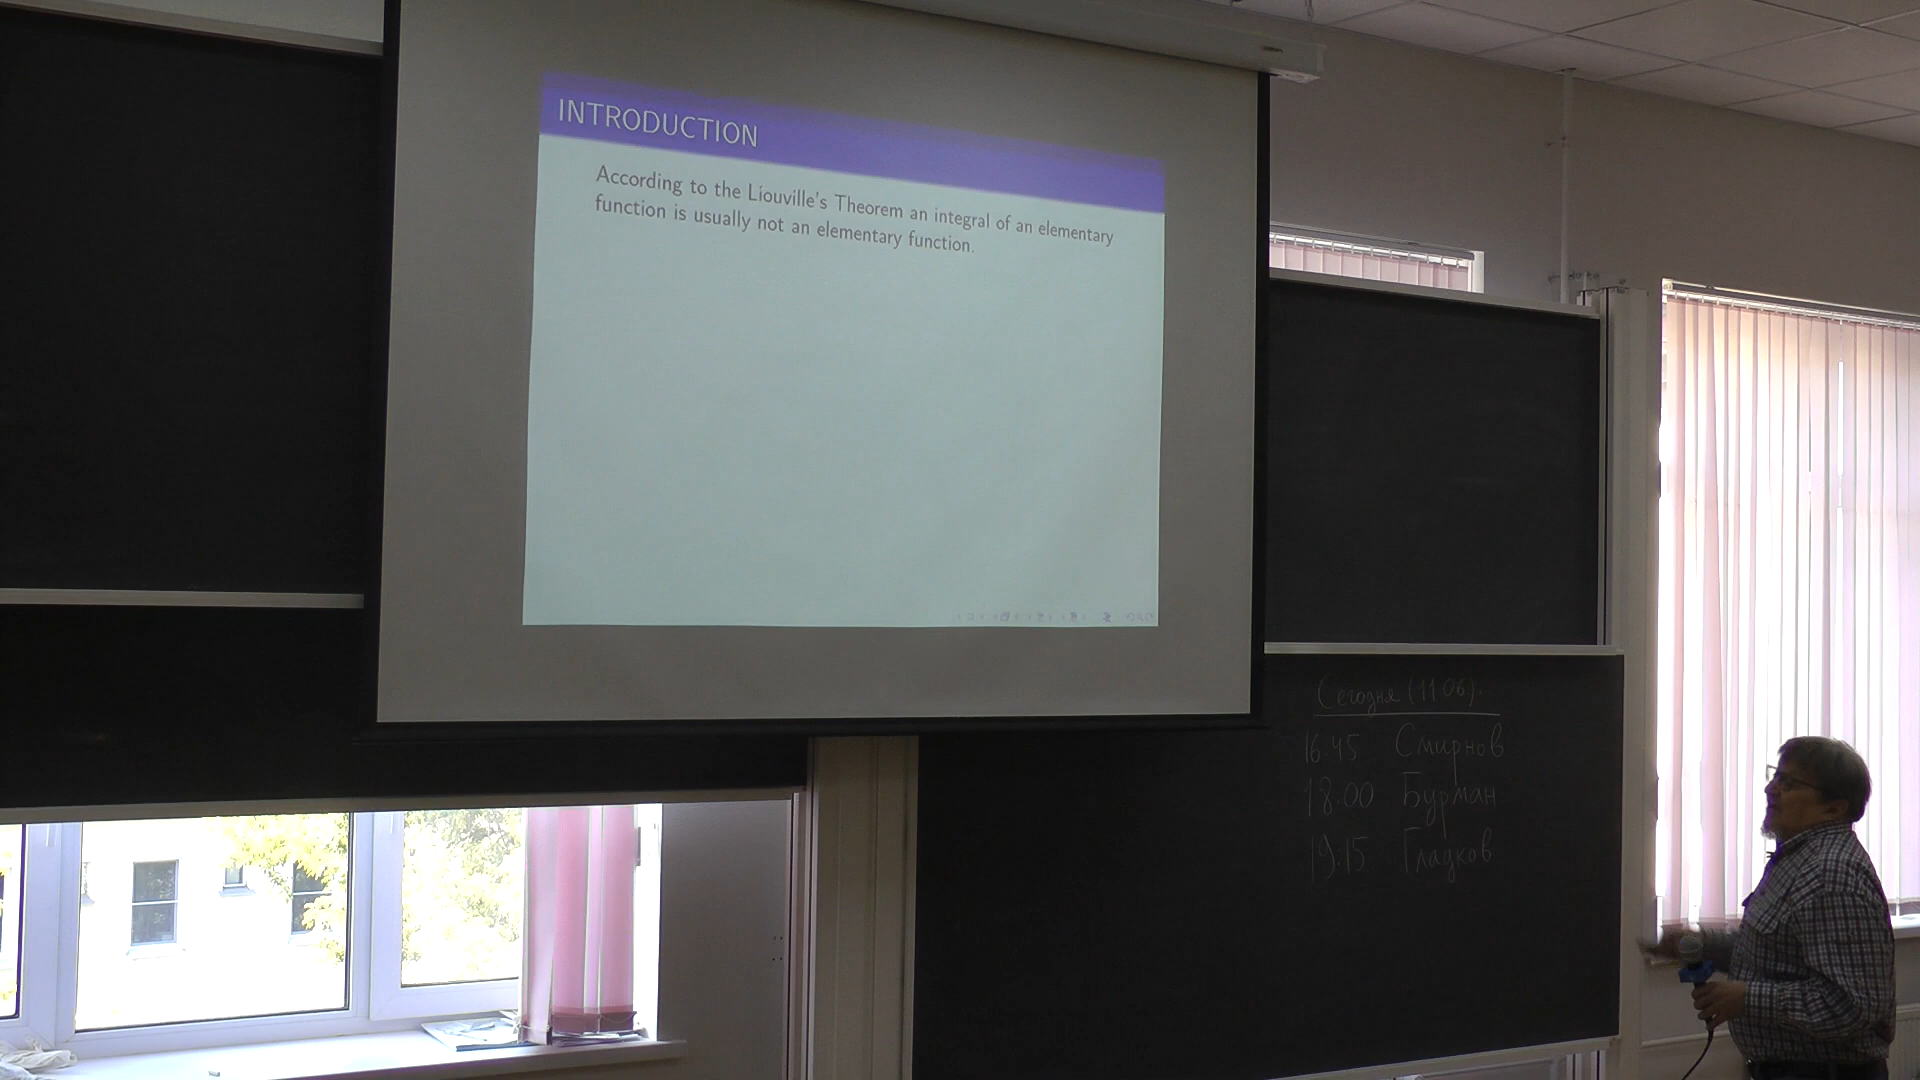 INTRODUCTION
According to the Liouville's Theorem an integral of an elementary
function is usually not an elementary function.
Сегодня (11 06).
16.45 Смирнов
18.00 Бурман
19.15 Гладков